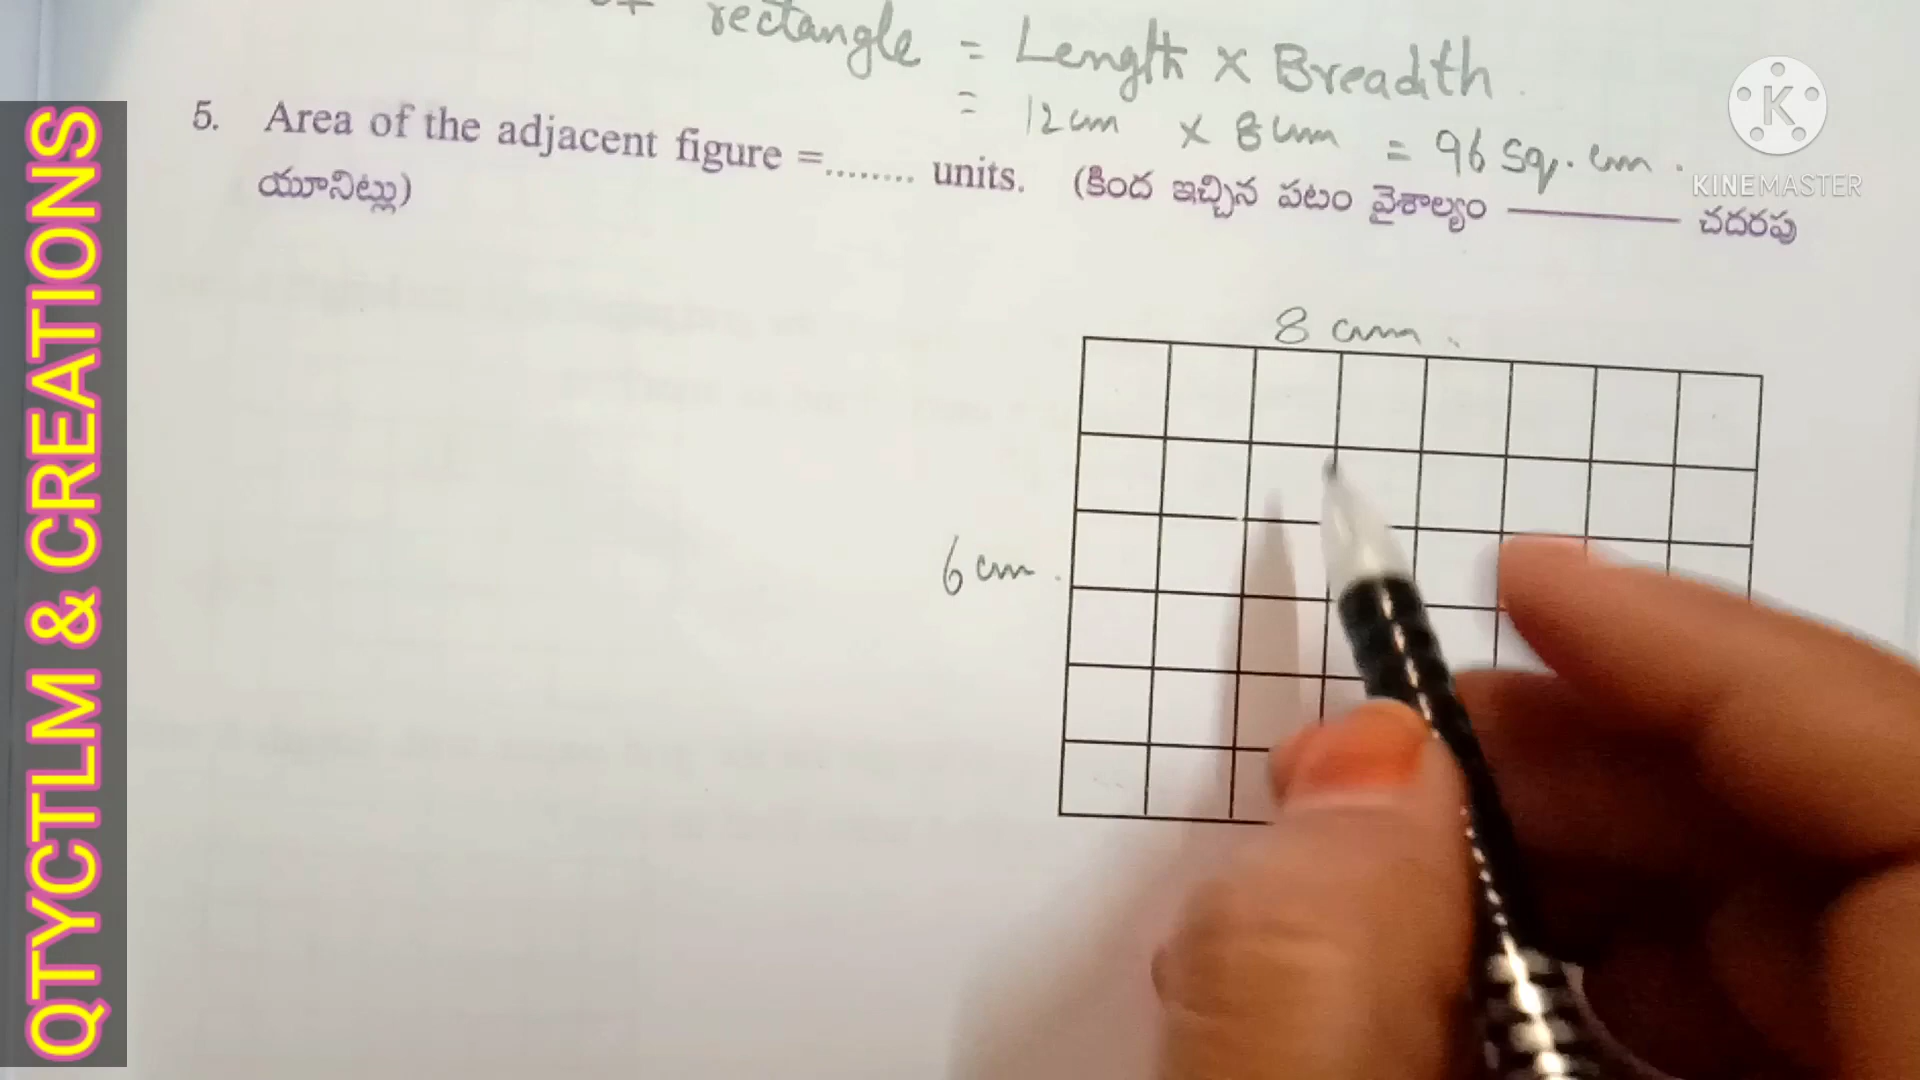 rectangle = Length × Breadth
= 12 cm × 8 cm = 96 Sq. cm.
5. Area of the adjacent figure =........ units. (కింద ఇచ్చిన పటం వైశాల్యం ———— చదరపు
యూనిట్లు)
8 cm.
6 cm.
QTYCTLM & CREATIONS
K
KINEMASTER